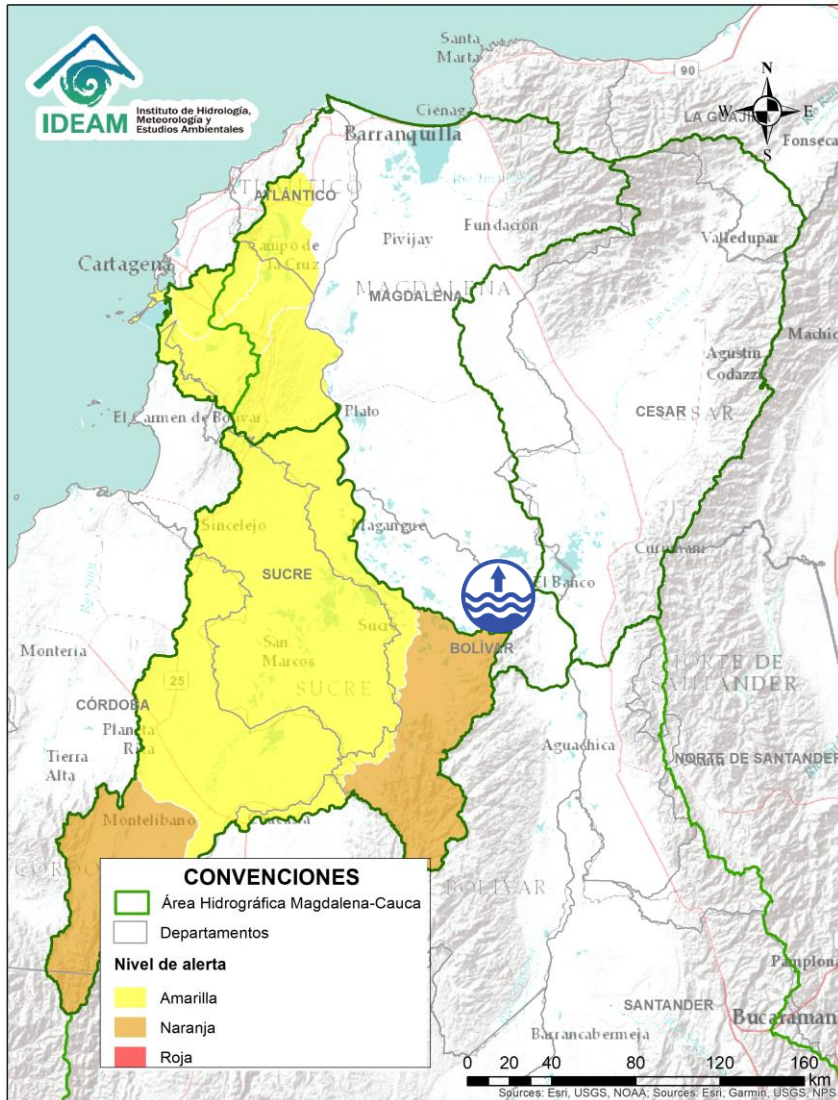 IDEAM
Instituto de Hidrología,
Meteorología y
Estudios Ambientales
Santa
Marta
90
N
W
E
S
LA GUAJIRA
Fonseca
Ciénaga
Barranquilla
ATLÁNTICO
Fundación
Pivijay
Valledupar
Campo de
la Cruz
Cartagena
MAGDALENA
MAGDALENA
Agustín
Codazzi
CESAR
CESAR
El Carmen de Bolívar
Plato
Sincelejo
Magangué
Curumaní
El Banco
SUCRE
Sucre
BOLÍVAR
Montería
San
Marcos
SUCRE
25
NORTE DE
SANTANDER
CÓRDOBA
Planeta
Rica
Tierra
Alta
Aguachica
NORTE DE SANTANDER
Montelíbano
BOLÍVAR
CONVENCIONES
Área Hidrográfica Magdalena-Cauca
Departamentos
Nivel de alerta
Amarilla
Naranja
Roja
Pamplona
SANTANDER
Bucaraman
Barrancabermeja
0 20 40 80 120 160
km
Sources: Esri, USGS, NOAA; Sources: Esri, Garmin, USGS, NPS